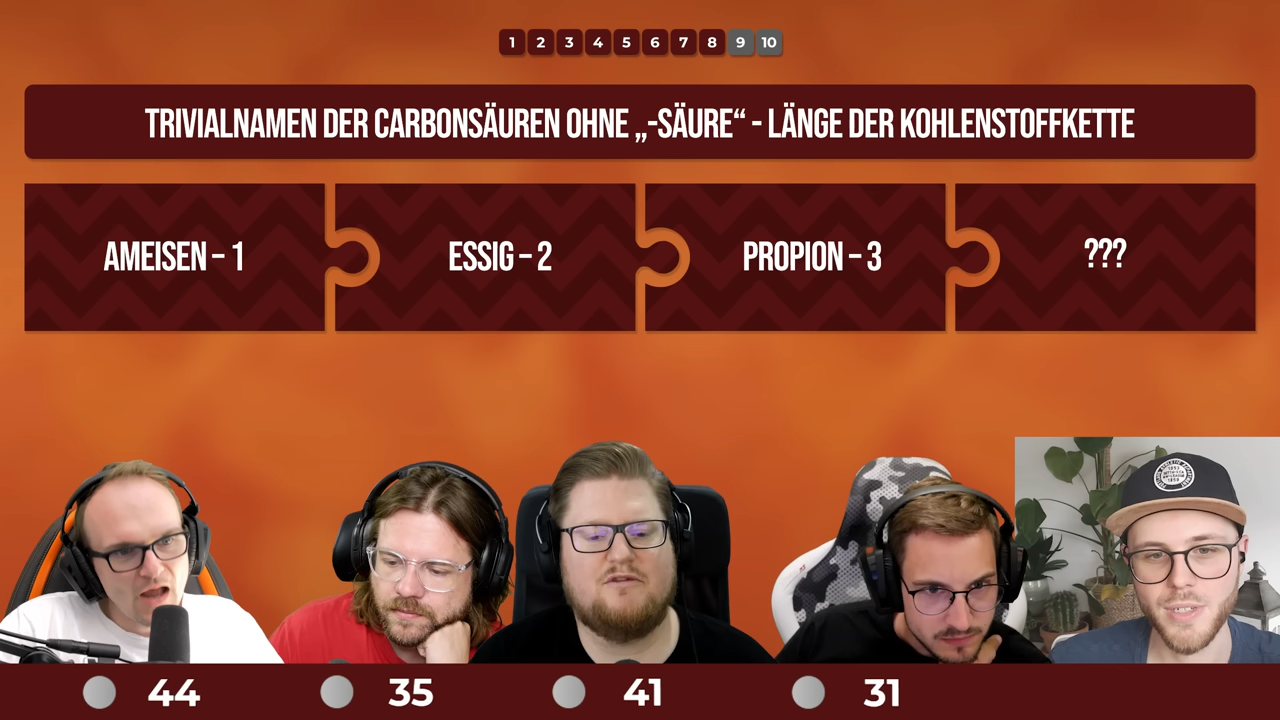 1 2 3 4 5 6 7 8 9 10
TRIVIALNAMEN DER CARBONSÄUREN OHNE „-SÄURE“ - LÄNGE DER KOHLENSTOFFKETTE
AMEISEN – 1
ESSIG – 2
PROPION – 3
???
44
35
41
31